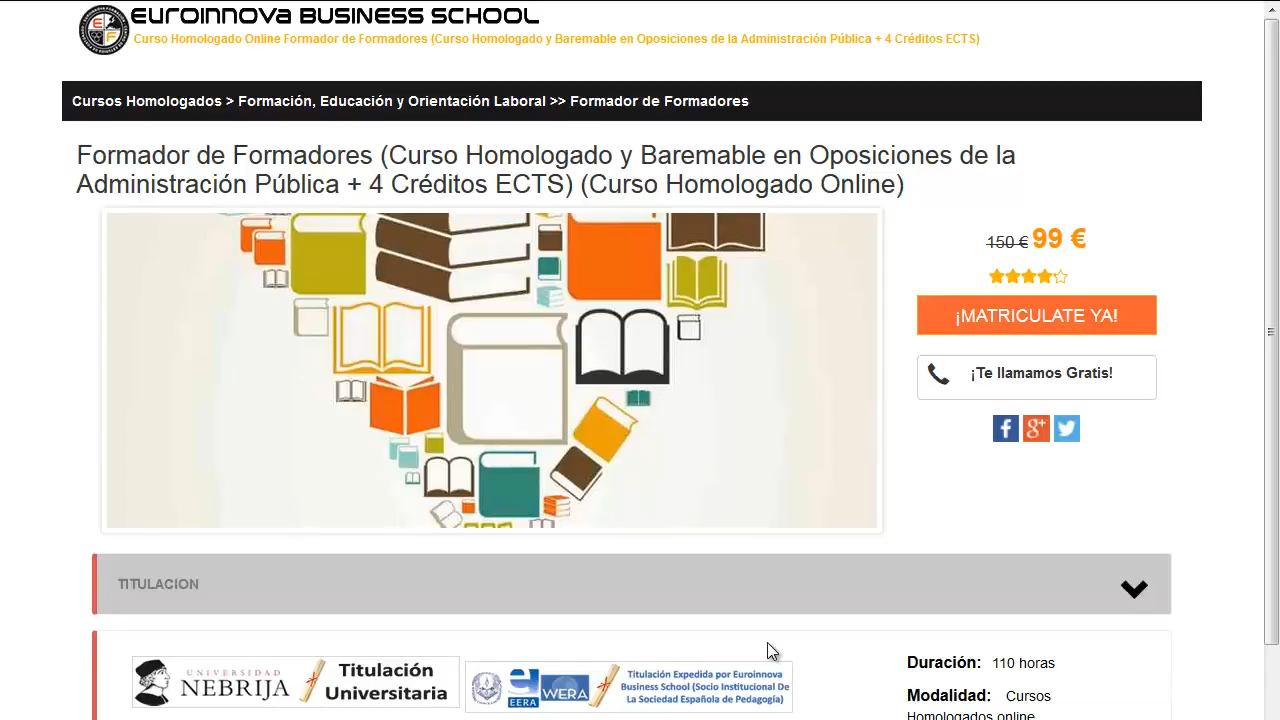 EUROINNOVA BUSINESS SCHOOL
Curso Homologado Online Formador de Formadores (Curso Homologado y Baremable en Oposiciones de la Administración Pública + 4 Créditos ECTS)
Cursos Homologados > Formación, Educación y Orientación Laboral >> Formador de Formadores
Formador de Formadores (Curso Homologado y Baremable en Oposiciones de la
Administración Pública + 4 Créditos ECTS) (Curso Homologado Online)
150 € 99 €
¡MATRICULATE YA!
¡Te llamamos Gratis!
TITULACION
UNIVERSIDAD
NEBRIJA
Titulación
Universitaria
EERA
WERA
Titulación Expedida por Euroinnova
Business School (Socio Institucional De
La Sociedad Española de Pedagogía)
Duración: 110 horas
Modalidad: Cursos
Homologados online